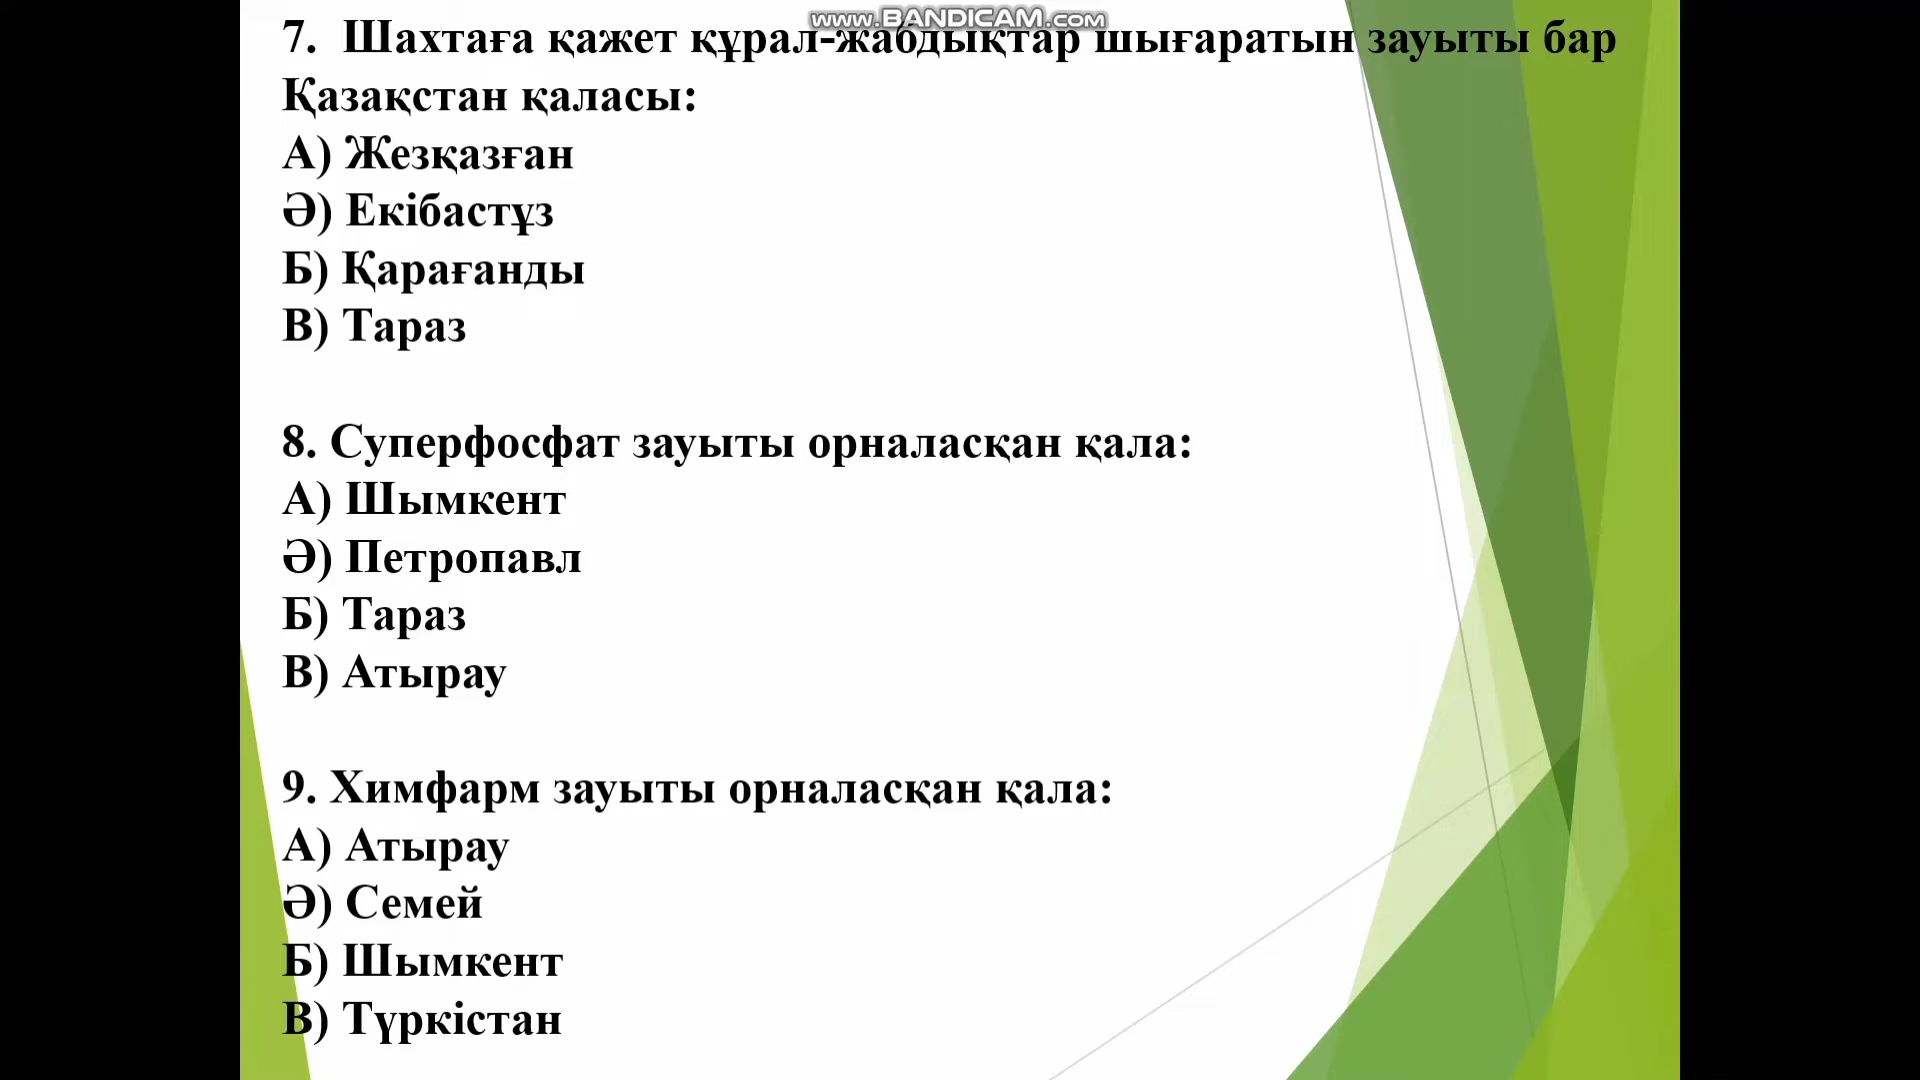 www.BANDICAM.com
7. Шахтаға қажет құрал-жабдықтар шығаратын зауыты бар
Қазақстан қаласы:
А) Жезқазған
Ә) Екібастұз
Б) Қарағанды
В) Тараз
8. Суперфосфат зауыты орналасқан қала:
А) Шымкент
Ә) Петропавл
Б) Тараз
В) Атырау
9. Химфарм зауыты орналасқан қала:
А) Атырау
Ә) Семей
Б) Шымкент
В) Түркістан